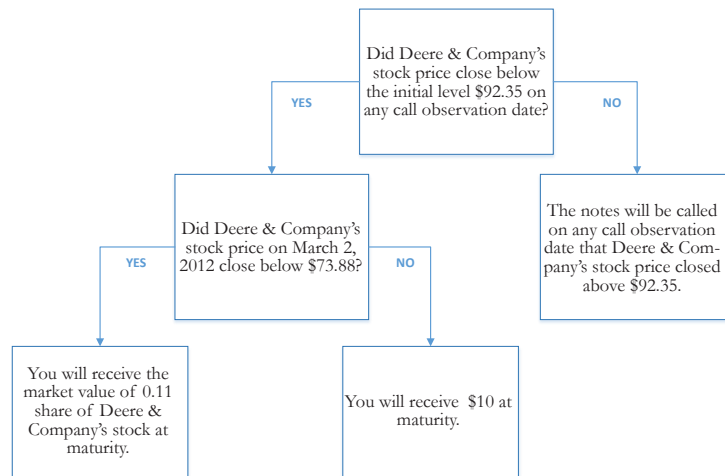 Did Deere & Company's
stock price close below
the initial level $92.35 on
any call observation date?
YES
NO
Did Deere & Company's
stock price on March 2,
2012 close below $73.88?
The notes will be called
on any call observation
date that Deere & Com-
pany's stock price closed
above $92.35.
YES
NO
You will receive the
market value of 0.11
share of Deere &
Company's stock at
maturity.
You will receive $10 at
maturity.